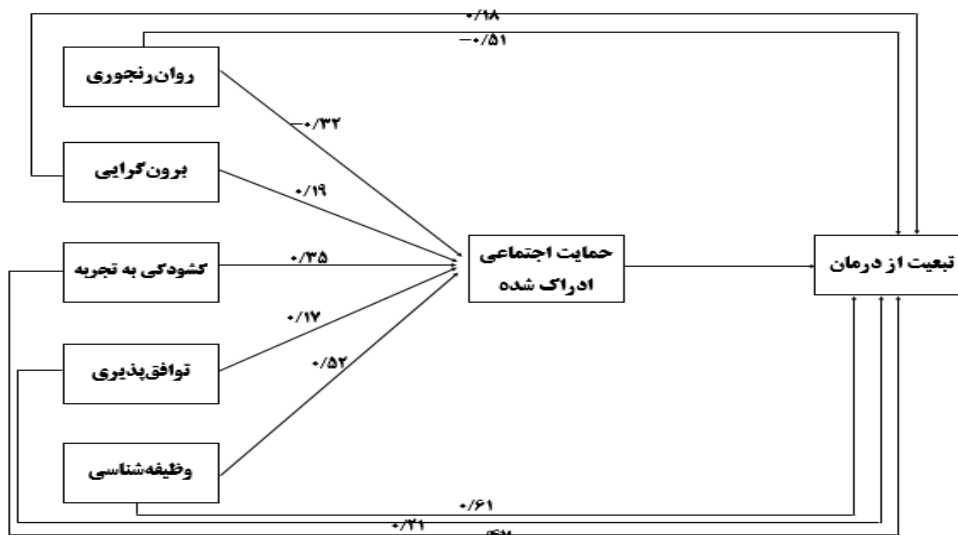 ۰/۱۸
−۰/۵۱
روان‌رنجوری
−۰/۳۲
برون‌گرایی
۰/۱۹
کشودکی به تجربه
۰/۳۵
حمایت اجتماعی
ادراک شده
تبعیت از درمان
توافق‌پذیری
۰/۱۷
وظیفه‌شناسی
۰/۵۲
۰/۶۱
۰/۲۱